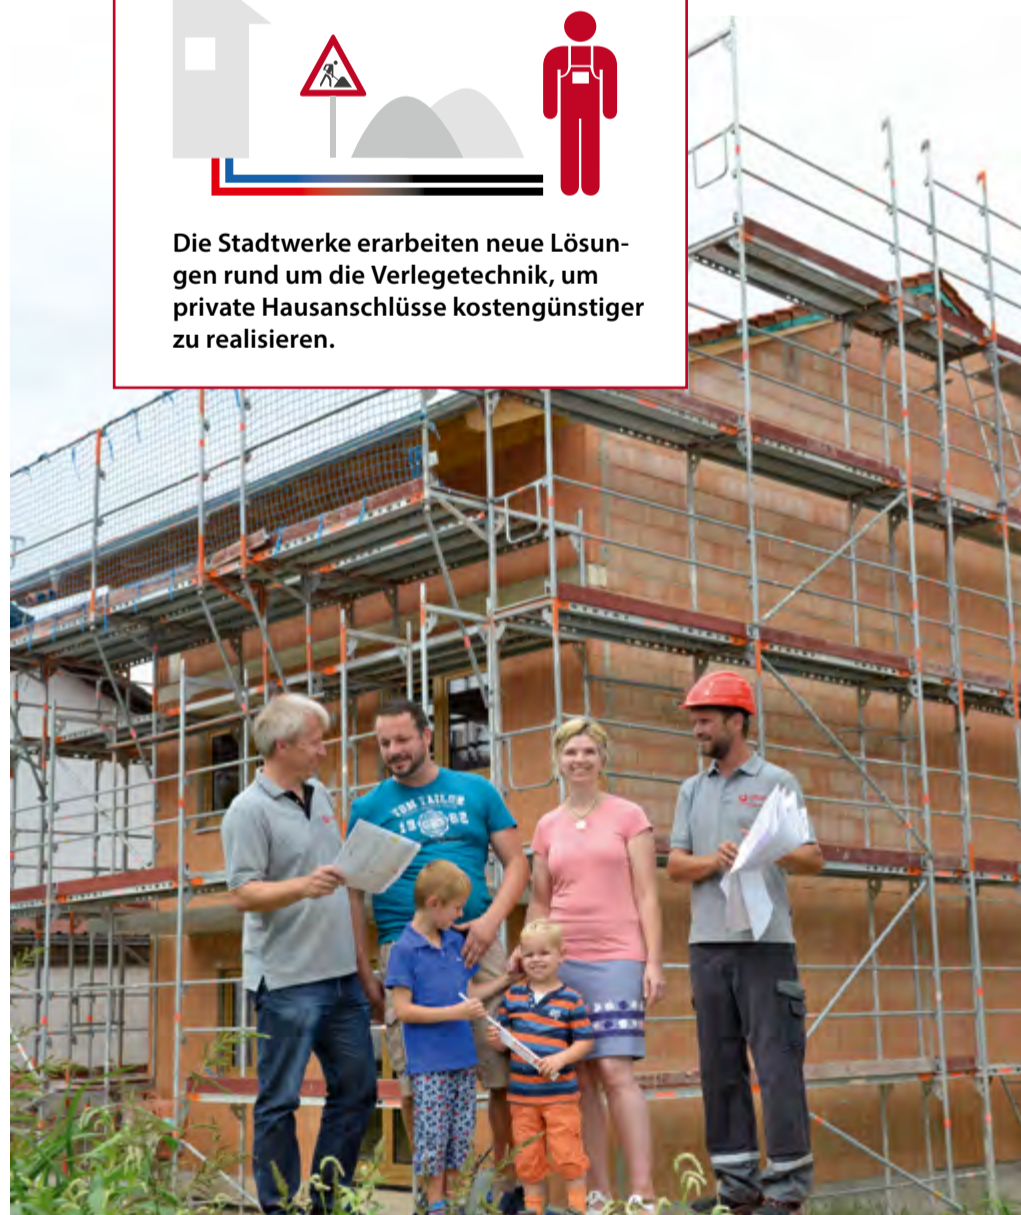 Die Stadtwerke erarbeiten neue Lösun-
gen rund um die Verlegetechnik, um
private Hausanschlüsse kostengünstiger
zu realisieren.
TOM TAILOR